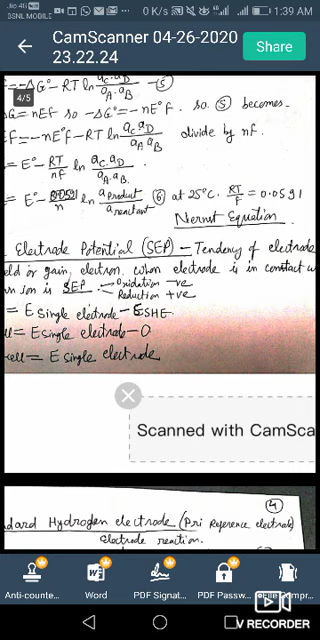 BSNL MOBILE
0 K/s
1:39 AM
CamScanner 04-26-2020
23.22.24
Share
4/5
= -ΔG° - RT ln aC.aD / aA.aB — (5)
ΔG = nEF so -ΔG° = -nE°F. so (5) becomes-
EF = -nE°F - RT ln aC.aD / aA.aB divide by nF.
= E° - RT/nF ln aC.aD / aA.aB.
= E° - 0.0591/n ln a Product / a reactant (6) at 25°C. RT/F = 0.0591
Nernst Equation.
Electrode Potential (SEP) - Tendency of electrode
or gain, electron. When electrode is in contact
ion is SEP. Oxidation -ve
Reduction +ve
= E single electrode - ESHE
= E single electrode - 0
cell = E single electrode
Scanned with CamSca
4
ndard Hydrogen electrode (Pri Reference electrode)
electrode reaction.
Anti-counte...
Word
PDF Signat...
PDF Passw...
V RECORDER